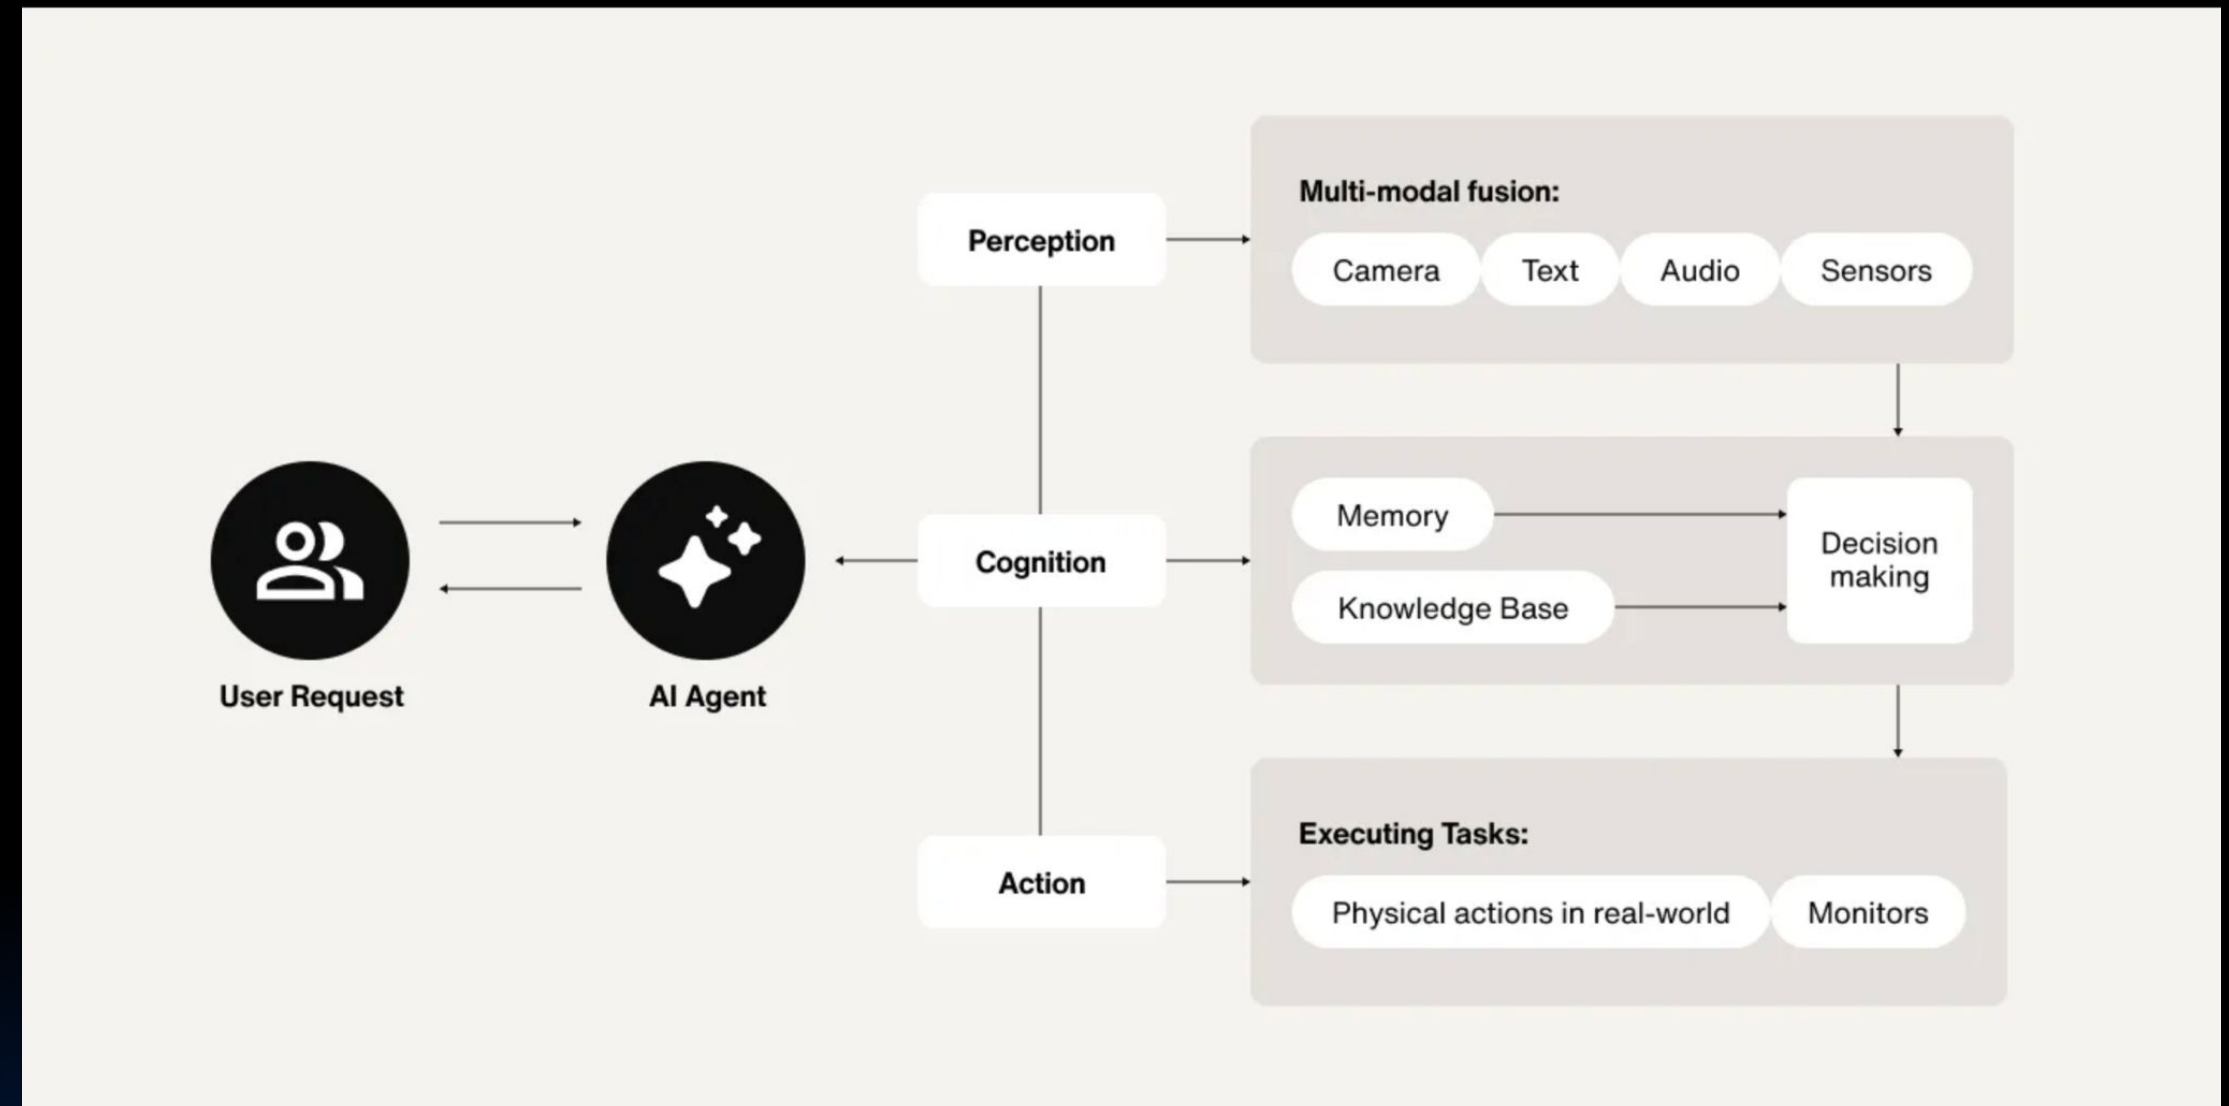 Multi-modal fusion:
Perception
Camera
Text
Audio
Sensors
Memory
Decision
making
Cognition
Knowledge Base
User Request
AI Agent
Executing Tasks:
Action
Physical actions in real-world
Monitors